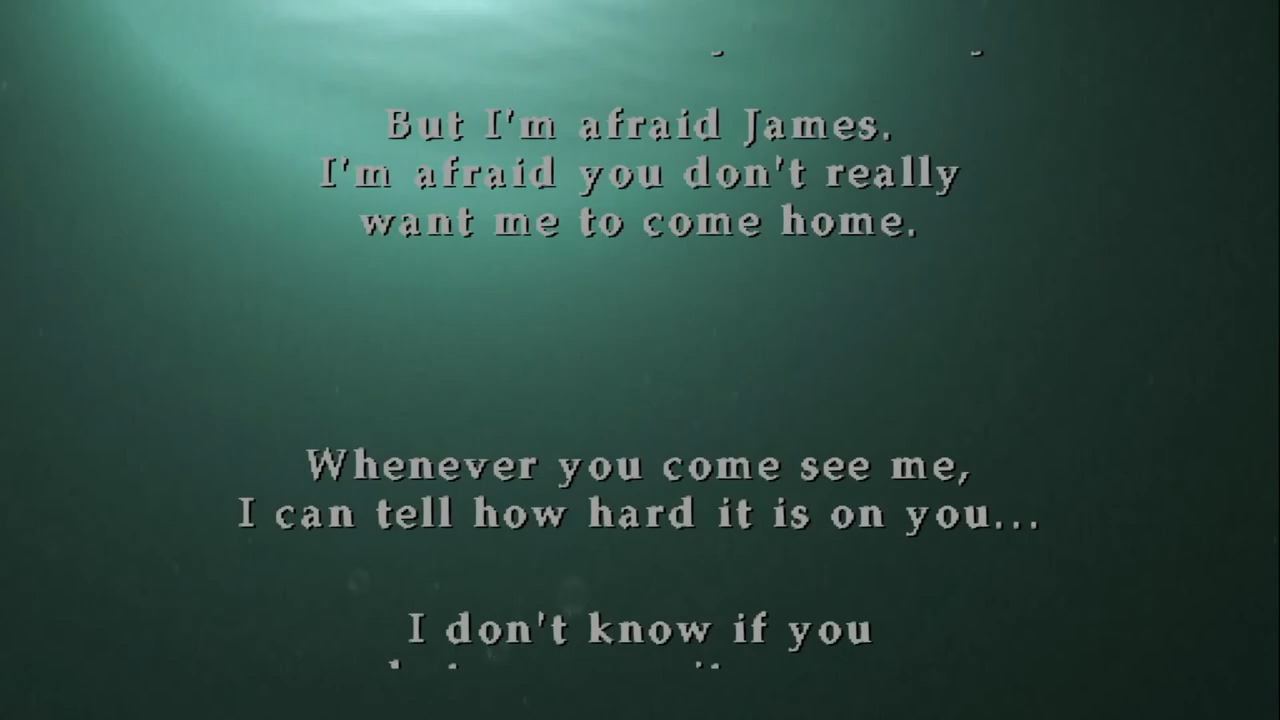 But I'm afraid James.
I'm afraid you don't really
want me to come home.
Whenever you come see me,
I can tell how hard it is on you...
I don't know if you